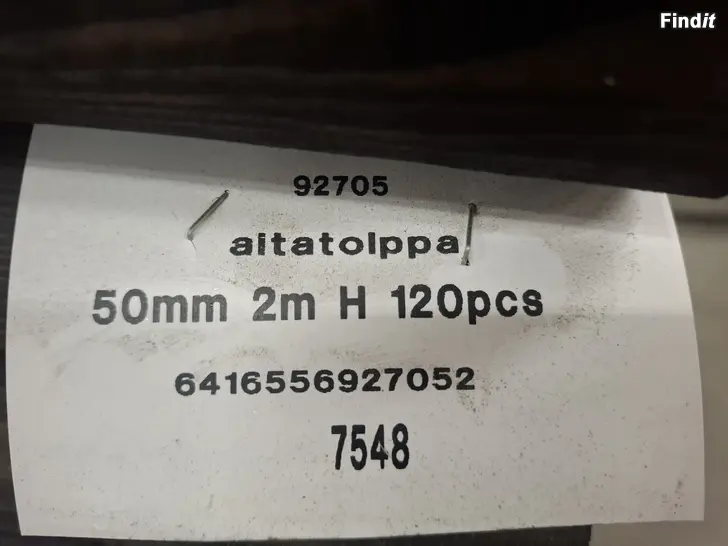 Findit
92705
aitatolppa
50mm 2m H 120pcs
6416556927052
7548